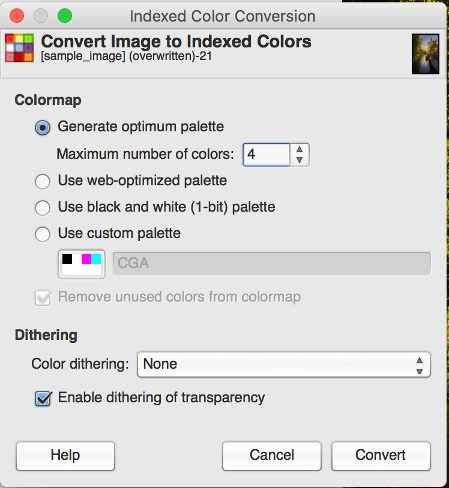 Indexed Color Conversion
Convert Image to Indexed Colors
[sample_image] (overwritten)-21
Colormap
Generate optimum palette
Maximum number of colors: 4
Use web-optimized palette
Use black and white (1-bit) palette
Use custom palette
CGA
Remove unused colors from colormap
Dithering
Color dithering: None
Enable dithering of transparency
Help Cancel Convert